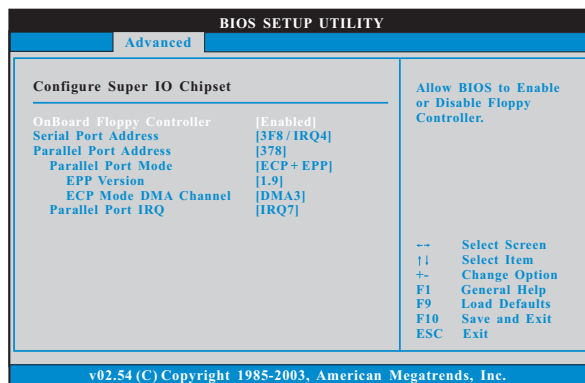 BIOS SETUP UTILITY
Advanced
Configure Super IO Chipset
OnBoard Floppy Controller [Enabled]
Serial Port Address [3F8 / IRQ4]
Parallel Port Address [378]
Parallel Port Mode [ECP + EPP]
EPP Version [1.9]
ECP Mode DMA Channel [DMA3]
Parallel Port IRQ [IRQ7]
Allow BIOS to Enable
or Disable Floppy
Controller.
←→ Select Screen
↑↓ Select Item
+- Change Option
F1 General Help
F9 Load Defaults
F10 Save and Exit
ESC Exit
v02.54 (C) Copyright 1985-2003, American Megatrends, Inc.